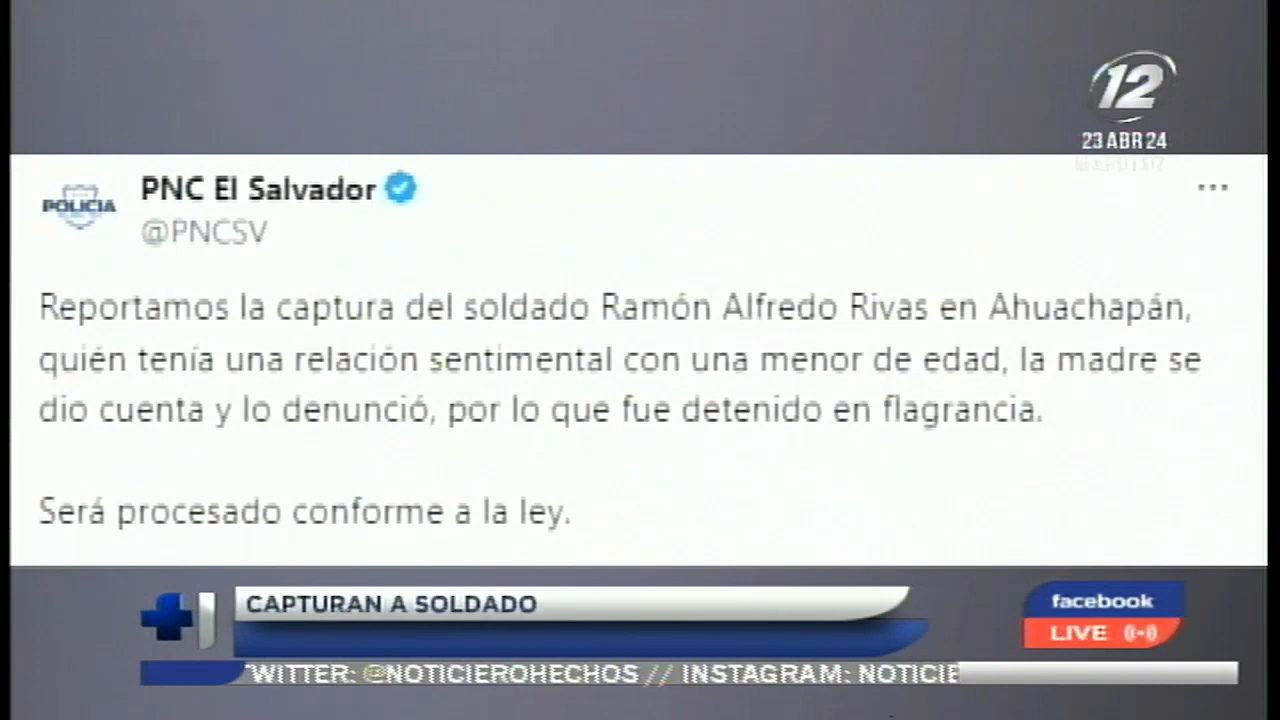 12
23 ABR 24
POLICIA
PNC El Salvador
@PNCSV
Reportamos la captura del soldado Ramón Alfredo Rivas en Ahuachapán,
quién tenía una relación sentimental con una menor de edad, la madre se
dio cuenta y lo denunció, por lo que fue detenido en flagrancia.
Será procesado conforme a la ley.
CAPTURAN A SOLDADO
facebook
LIVE
WITTER: @NOTICIEROHECHOS // INSTAGRAM: NOTICIE